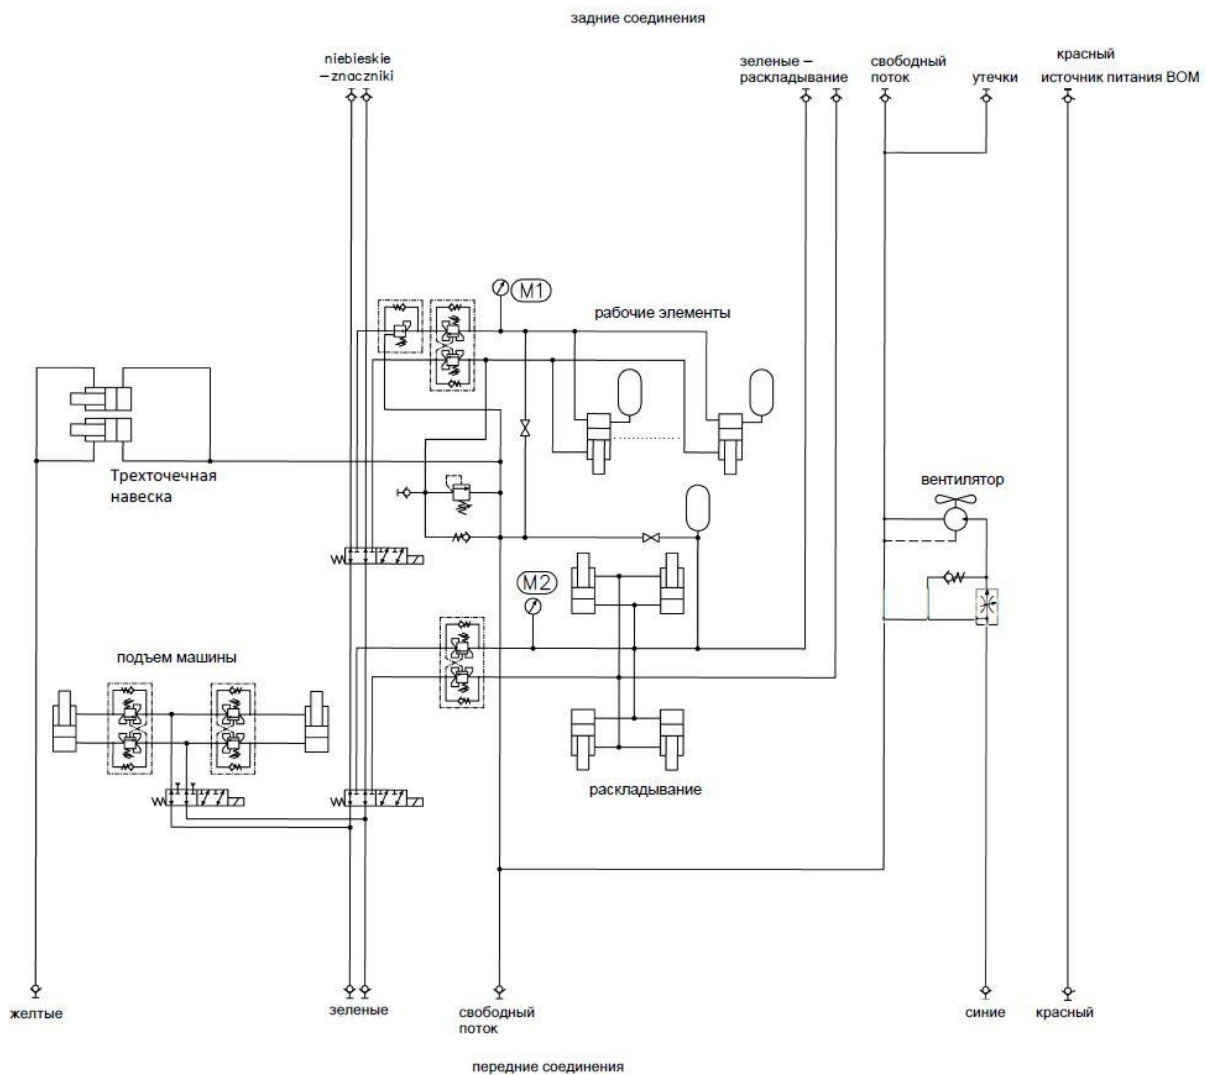 задние соединения
niebieskie
–znaczniki
зеленые –
раскладывание
свободный
поток
утечки
красный
источник питания ВОМ
M1
рабочие элементы
Трехточечная
навеска
вентилятор
M2
подъем машины
раскладывание
желтые
зеленые
свободный
поток
синие
красный
передние соединения